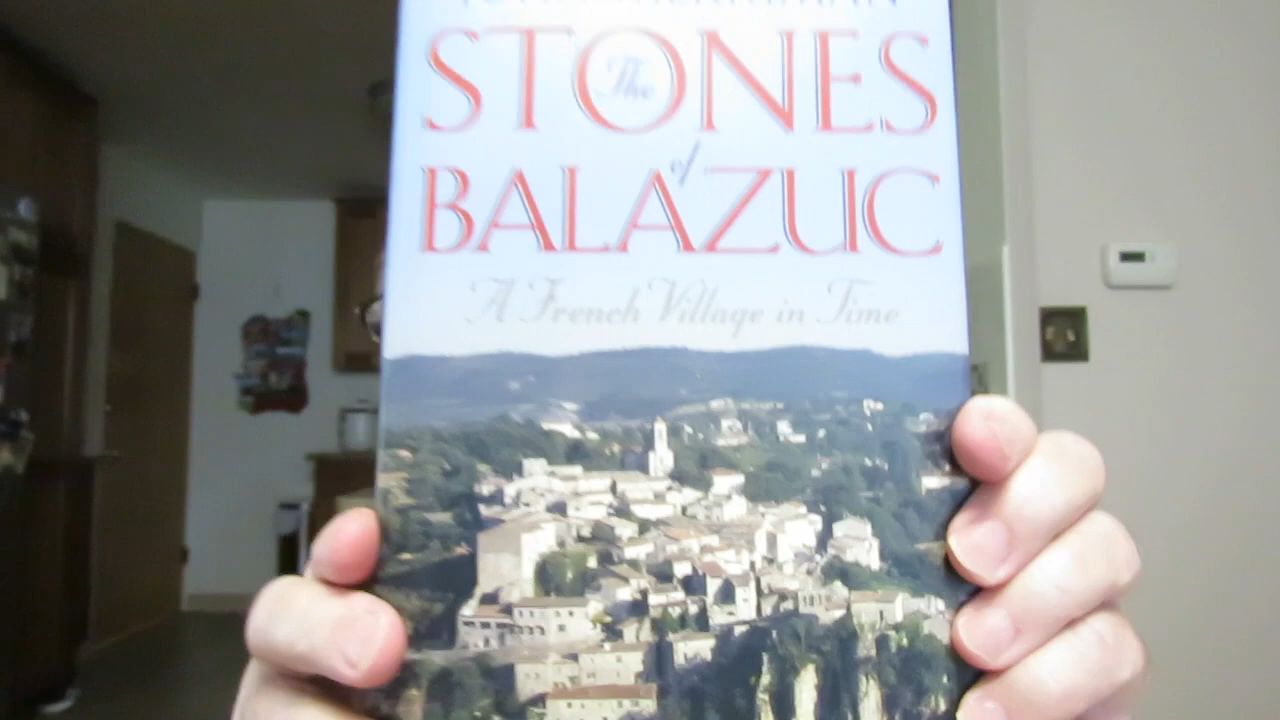 The
STONES
of
BALAZUC
A French Village in Time